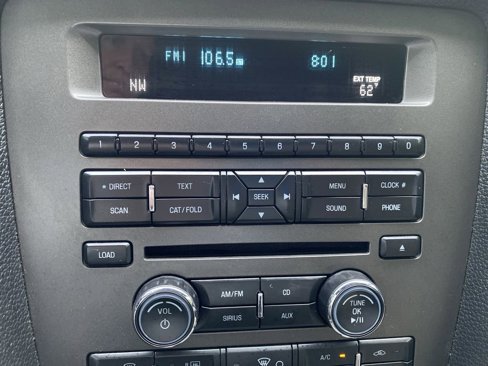 FM1 106.5 8:01
EXT TEMP
NW 62°
1 2 3 4 5 6 7 8 9 0
* DIRECT TEXT MENU CLOCK #
SEEK
SCAN CAT/FOLD SOUND PHONE
LOAD
AM/FM CD
VOL TUNE
OK
SIRIUS AUX
A/C